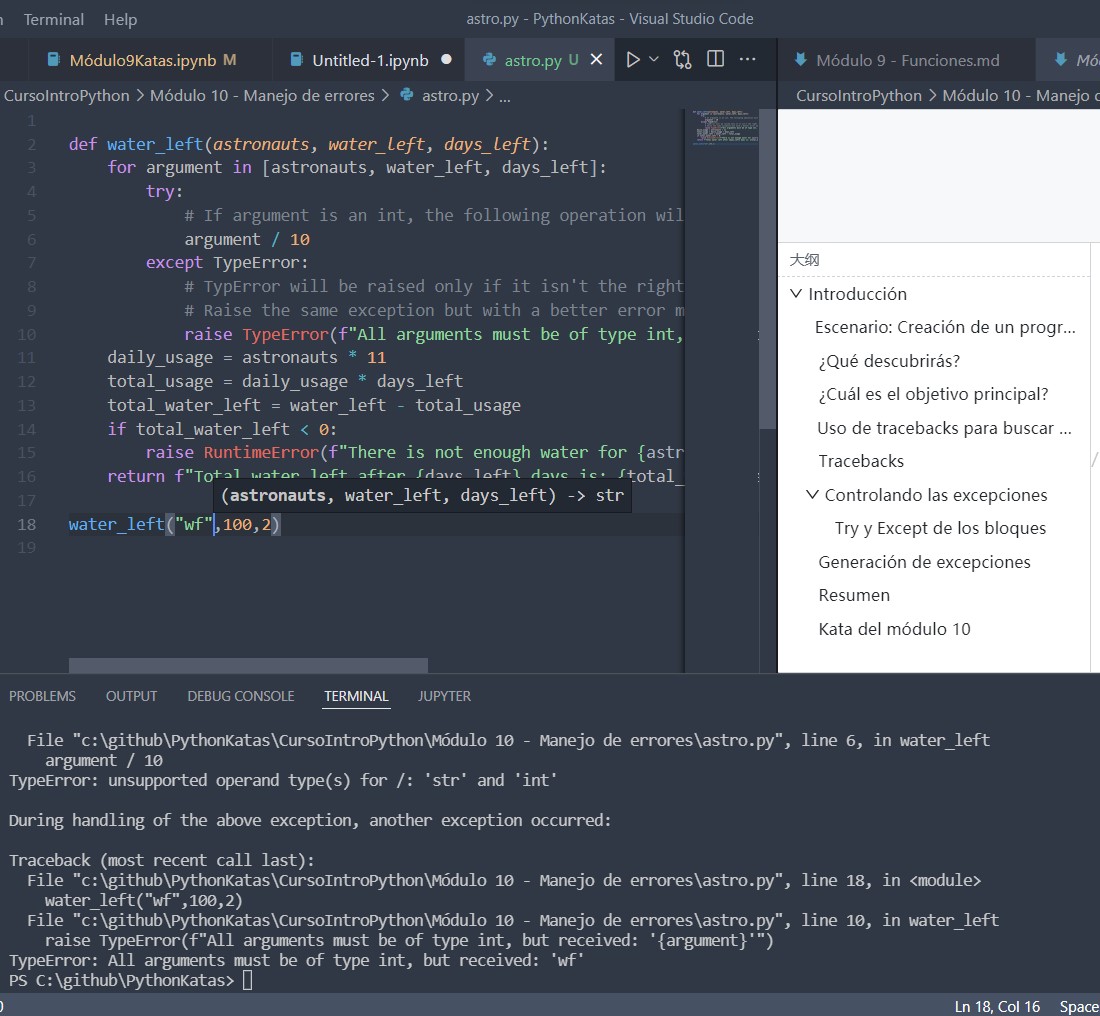 Terminal Help astro.py - PythonKatas - Visual Studio Code
Módulo9Katas.ipynb M Untitled-1.ipynb astro.py U Módulo 9 - Funciones.md
CursoIntroPython > Módulo 10 - Manejo de errores > astro.py > ...
CursoIntroPython > Módulo 10 - Manejo
1
2 def water_left(astronauts, water_left, days_left):
3 for argument in [astronauts, water_left, days_left]:
4 try:
5 # If argument is an int, the following operation wil
6 argument / 10
7 except TypeError:
8 # TypError will be raised only if it isn't the right
9 # Raise the same exception but with a better error m
10 raise TypeError(f"All arguments must be of type int,
11 daily_usage = astronauts * 11
12 total_usage = daily_usage * days_left
13 total_water_left = water_left - total_usage
14 if total_water_left < 0:
15 raise RuntimeError(f"There is not enough water for {astr
16 return f"Total water left after {days_left} days is: {total_
(astronauts, water_left, days_left) -> str
17
18 water_left("wf",100,2)
19
大纲
Introducción
Escenario: Creación de un progr...
¿Qué descubrirás?
¿Cuál es el objetivo principal?
Uso de tracebacks para buscar ...
Tracebacks
Controlando las excepciones
Try y Except de los bloques
Generación de excepciones
Resumen
Kata del módulo 10
PROBLEMS OUTPUT DEBUG CONSOLE TERMINAL JUPYTER
File "c:\github\PythonKatas\CursoIntroPython\Módulo 10 - Manejo de errores\astro.py", line 6, in water_left
argument / 10
TypeError: unsupported operand type(s) for /: 'str' and 'int'
During handling of the above exception, another exception occurred:
Traceback (most recent call last):
File "c:\github\PythonKatas\CursoIntroPython\Módulo 10 - Manejo de errores\astro.py", line 18, in <module>
water_left("wf",100,2)
File "c:\github\PythonKatas\CursoIntroPython\Módulo 10 - Manejo de errores\astro.py", line 10, in water_left
raise TypeError(f"All arguments must be of type int, but received: '{argument}'")
TypeError: All arguments must be of type int, but received: 'wf'
PS C:\github\PythonKatas>
Ln 18, Col 16 Space